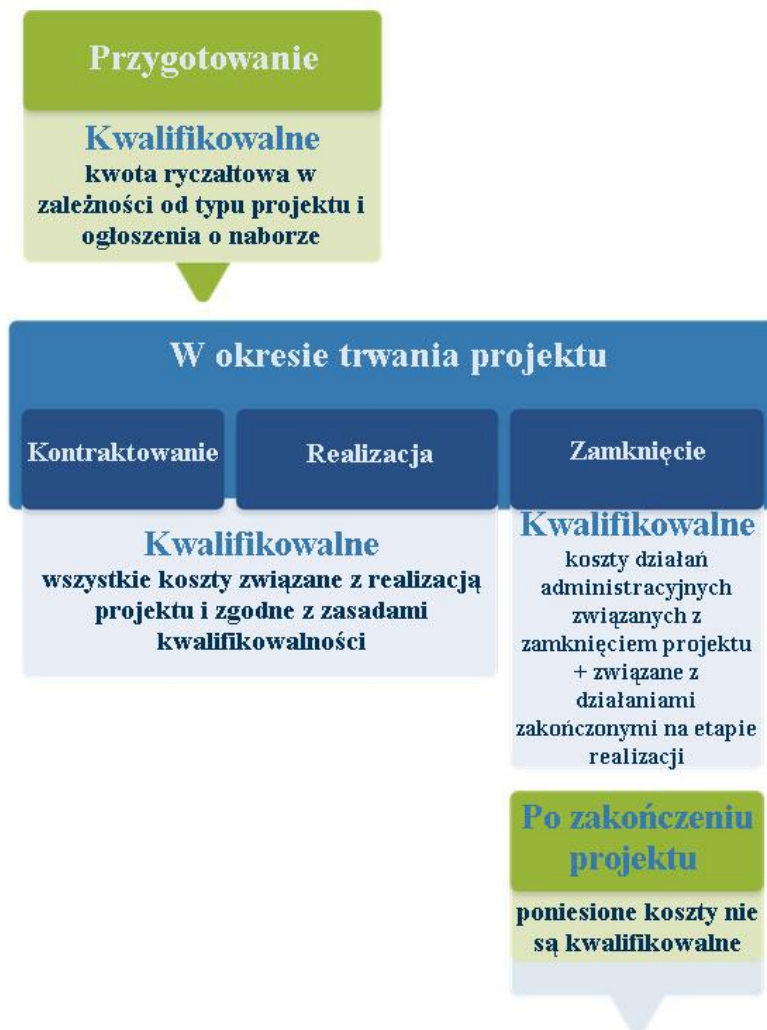 Przygotowanie
Kwalifikowalne
kwota ryczałtowa w
zależności od typu projektu i
ogłoszenia o naborze
W okresie trwania projektu
Kontraktowanie
Realizacja
Zamknięcie
Kwalifikowalne
wszystkie koszty związane z realizacją
projektu i zgodne z zasadami
kwalifikowalności
Kwalifikowalne
koszty działań
administracyjnych
związanych z
zamknięciem projektu
+ związane z
działaniami
zakończonymi na etapie
realizacji
Po zakończeniu
projektu
poniesione koszty nie
są kwalifikowalne